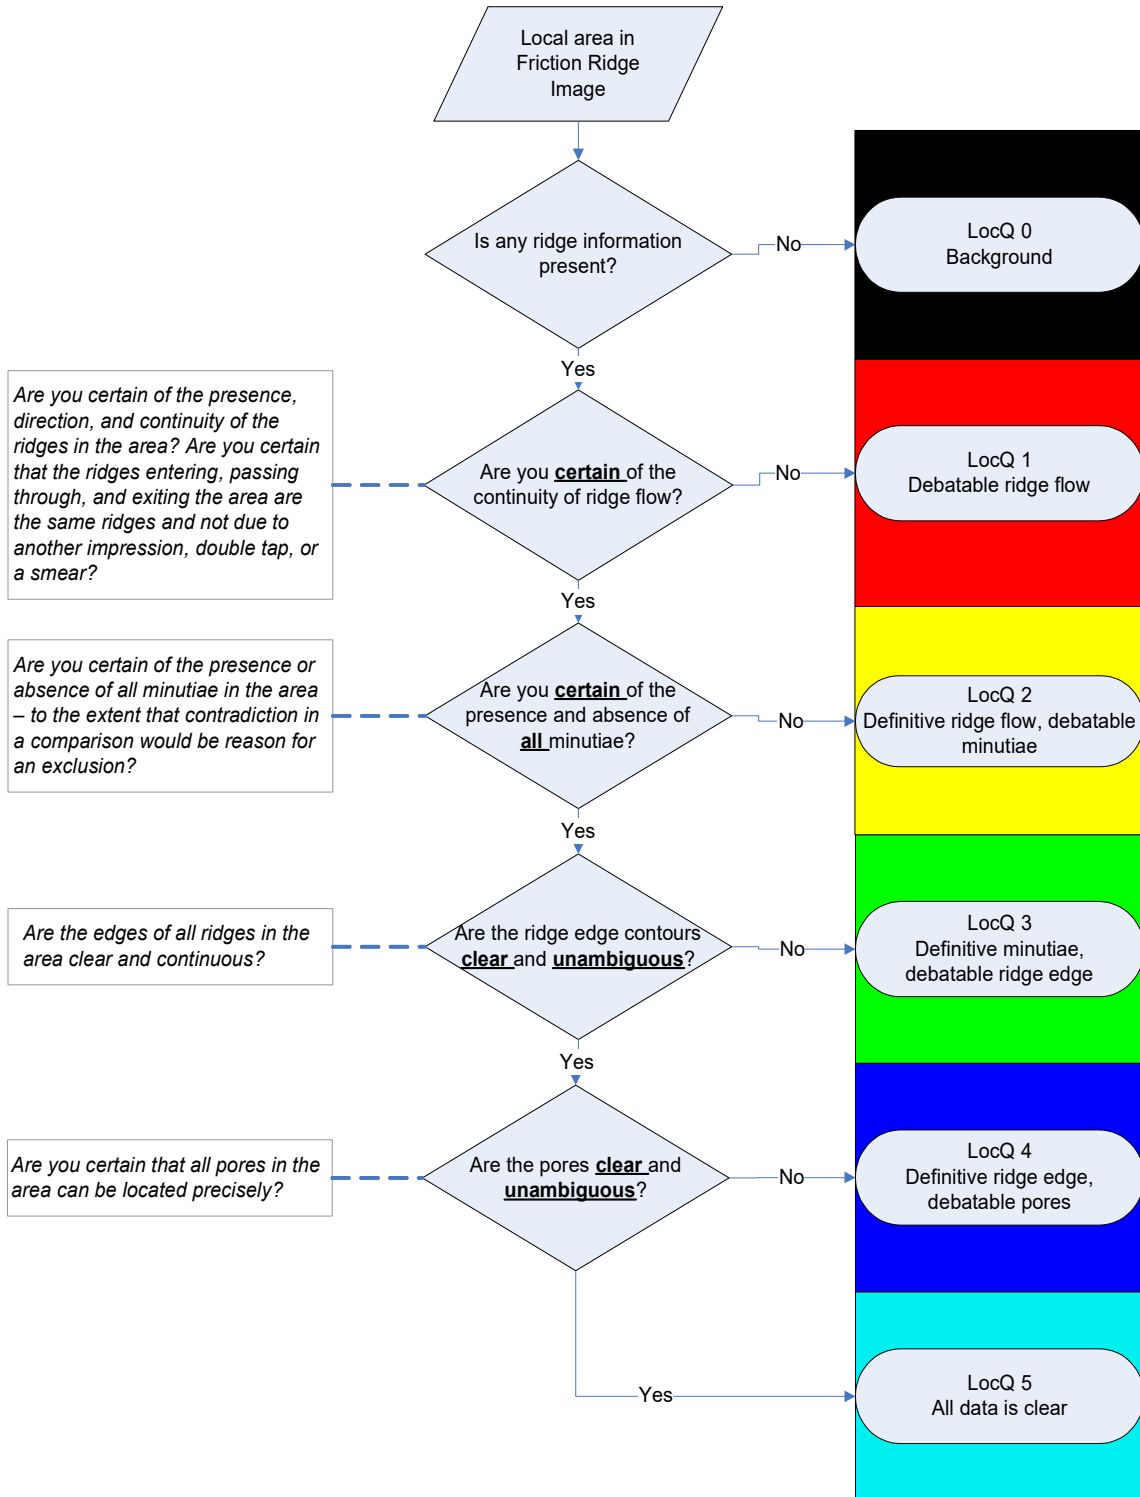 Local area in
Friction Ridge
Image
Is any ridge information
present?
No
LocQ 0
Background
Yes
Are you certain of the presence,
direction, and continuity of the
ridges in the area? Are you certain
that the ridges entering, passing
through, and exiting the area are
the same ridges and not due to
another impression, double tap, or
a smear?
Are you certain of the
continuity of ridge flow?
No
LocQ 1
Debatable ridge flow
Yes
Are you certain of the presence or
absence of all minutiae in the area
– to the extent that contradiction in
a comparison would be reason for
an exclusion?
Are you certain of the
presence and absence of
all minutiae?
No
LocQ 2
Definitive ridge flow, debatable
minutiae
Yes
Are the edges of all ridges in the
area clear and continuous?
Are the ridge edge contours
clear and unambiguous?
No
LocQ 3
Definitive minutiae,
debatable ridge edge
Yes
Are you certain that all pores in the
area can be located precisely?
Are the pores clear and
unambiguous?
No
LocQ 4
Definitive ridge edge,
debatable pores
Yes
LocQ 5
All data is clear